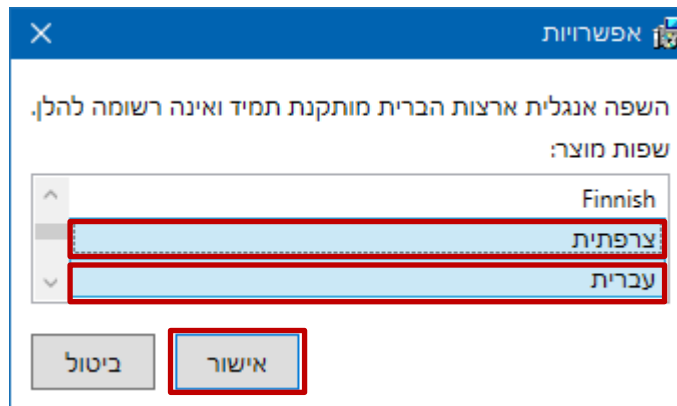 אפשרויות
השפה אנגלית ארצות הברית מותקנת תמיד ואינה רשומה להלן.
שפות מוצר:
Finnish
צרפתית
עברית
אישור
ביטול